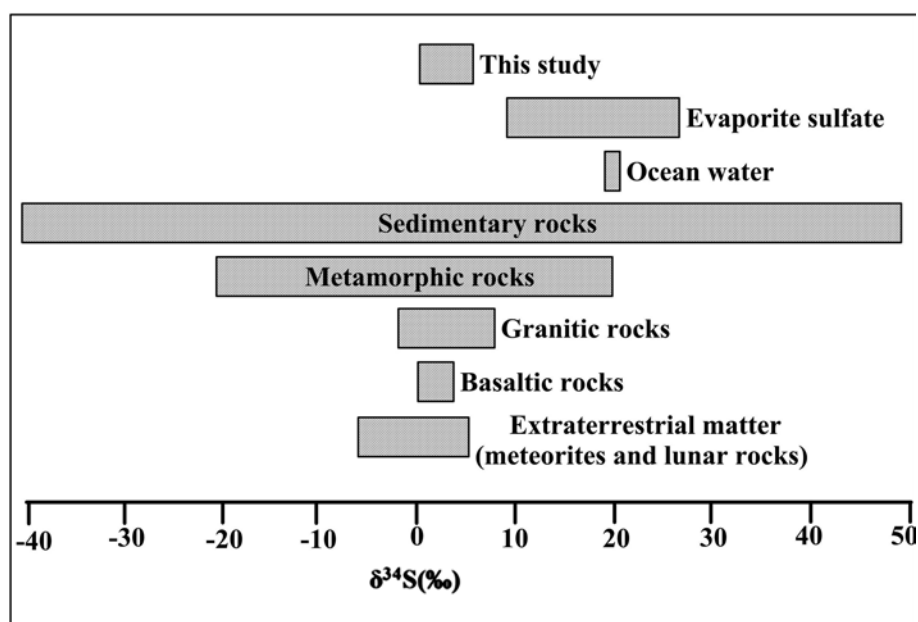 This study
Evaporite sulfate
Ocean water
Sedimentary rocks
Metamorphic rocks
Granitic rocks
Basaltic rocks
Extraterrestrial matter
(meteorites and lunar rocks)
-40 -30 -20 -10 0 10 20 30 40 50
δ³⁴S(‰)